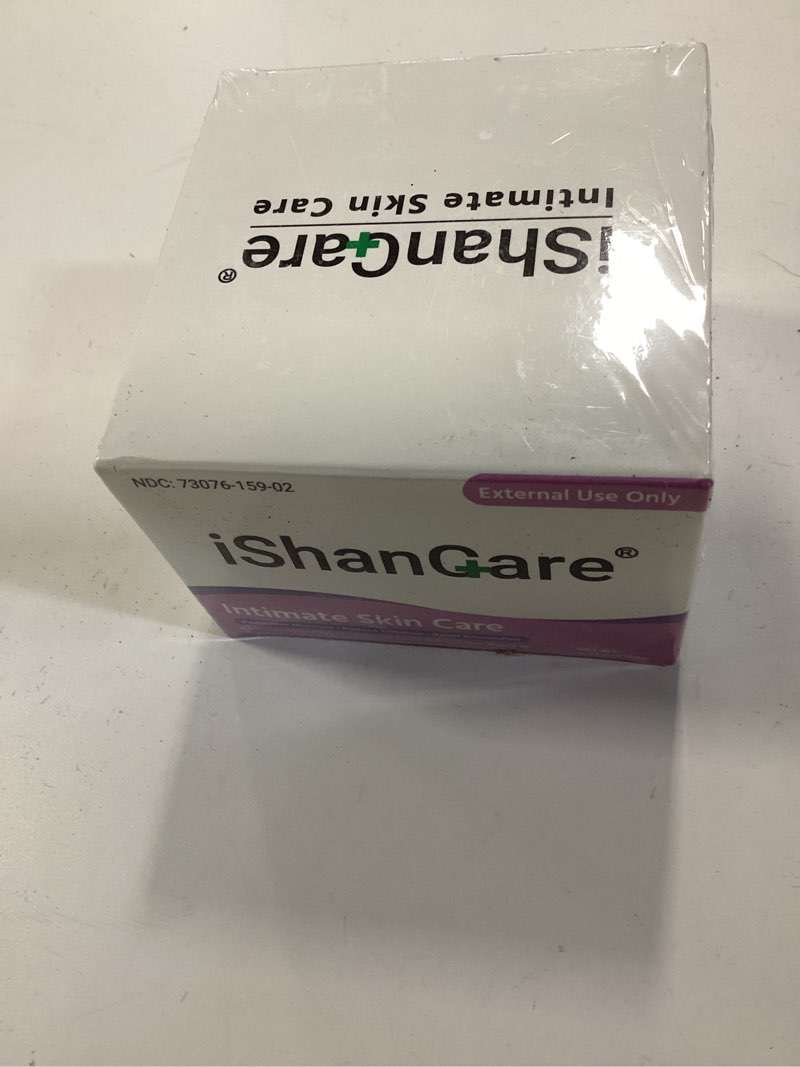 iShanCare®
Intimate Skin Care
NDC: 73076-159-02
External Use Only
iShanCare®
Intimate Skin Care